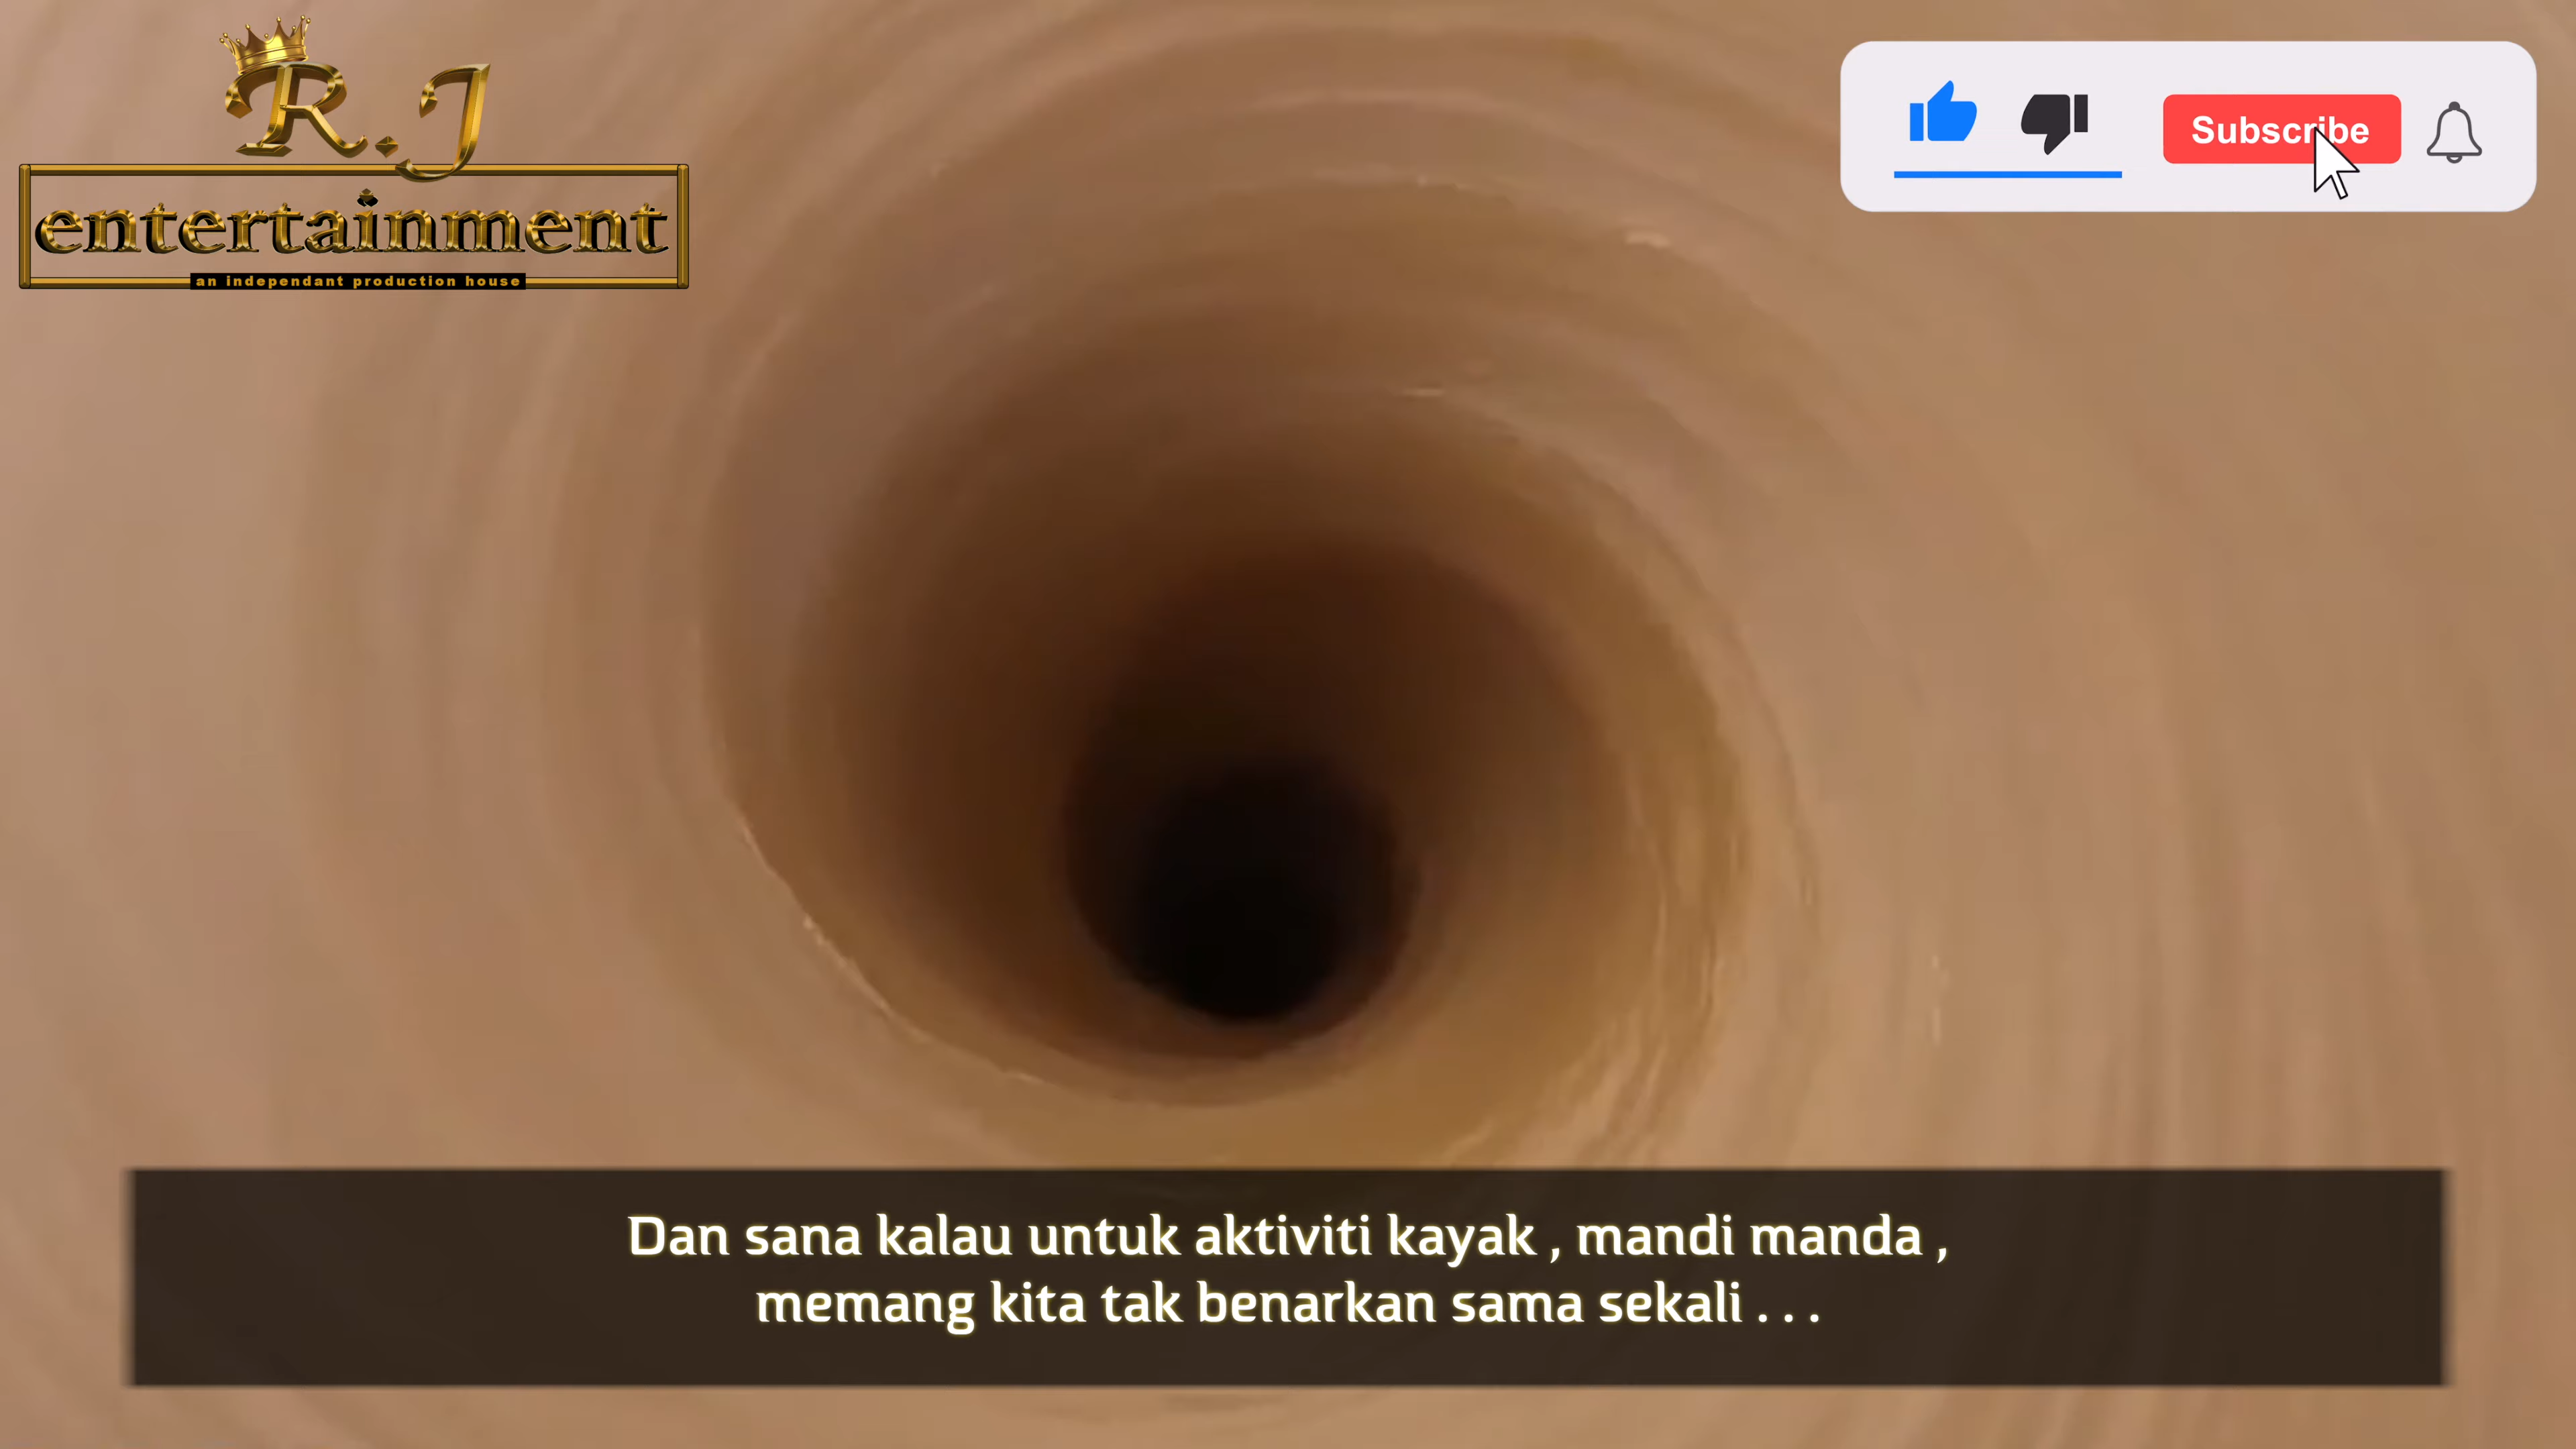 R.J
entertainment
an independant production house
Subscribe
Dan sana kalau untuk aktiviti kayak , mandi manda ,
memang kita tak benarkan sama sekali . . .